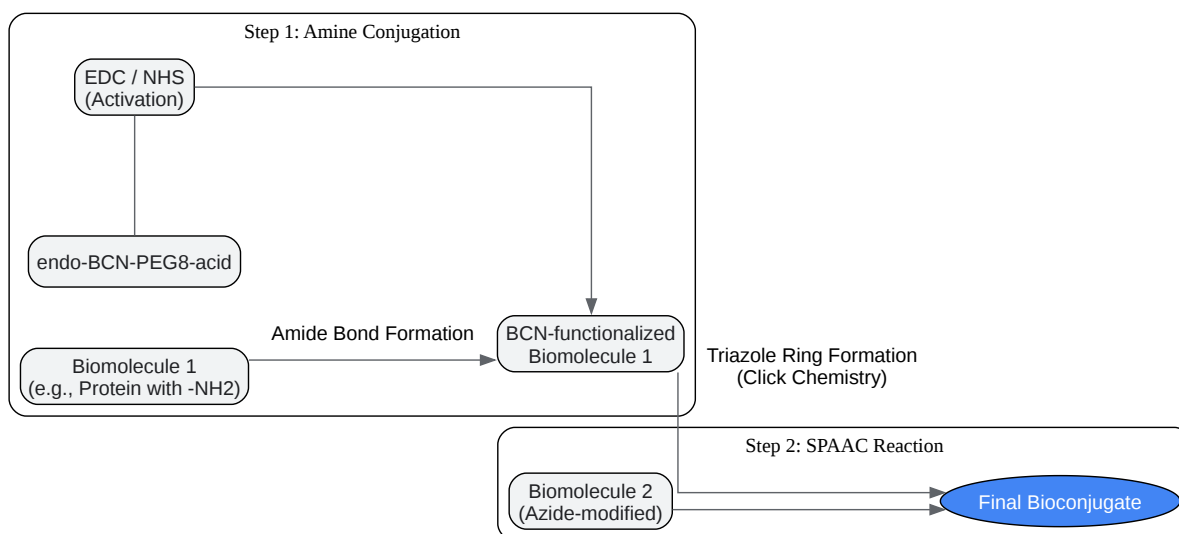 Step 1: Amine Conjugation
EDC / NHS
(Activation)
endo-BCN-PEG8-acid
Amide Bond Formation
BCN-functionalized
Biomolecule 1
Biomolecule 1
(e.g., Protein with -NH2)
Triazole Ring Formation
(Click Chemistry)
Step 2: SPAAC Reaction
Biomolecule 2
(Azide-modified)
Final Bioconjugate